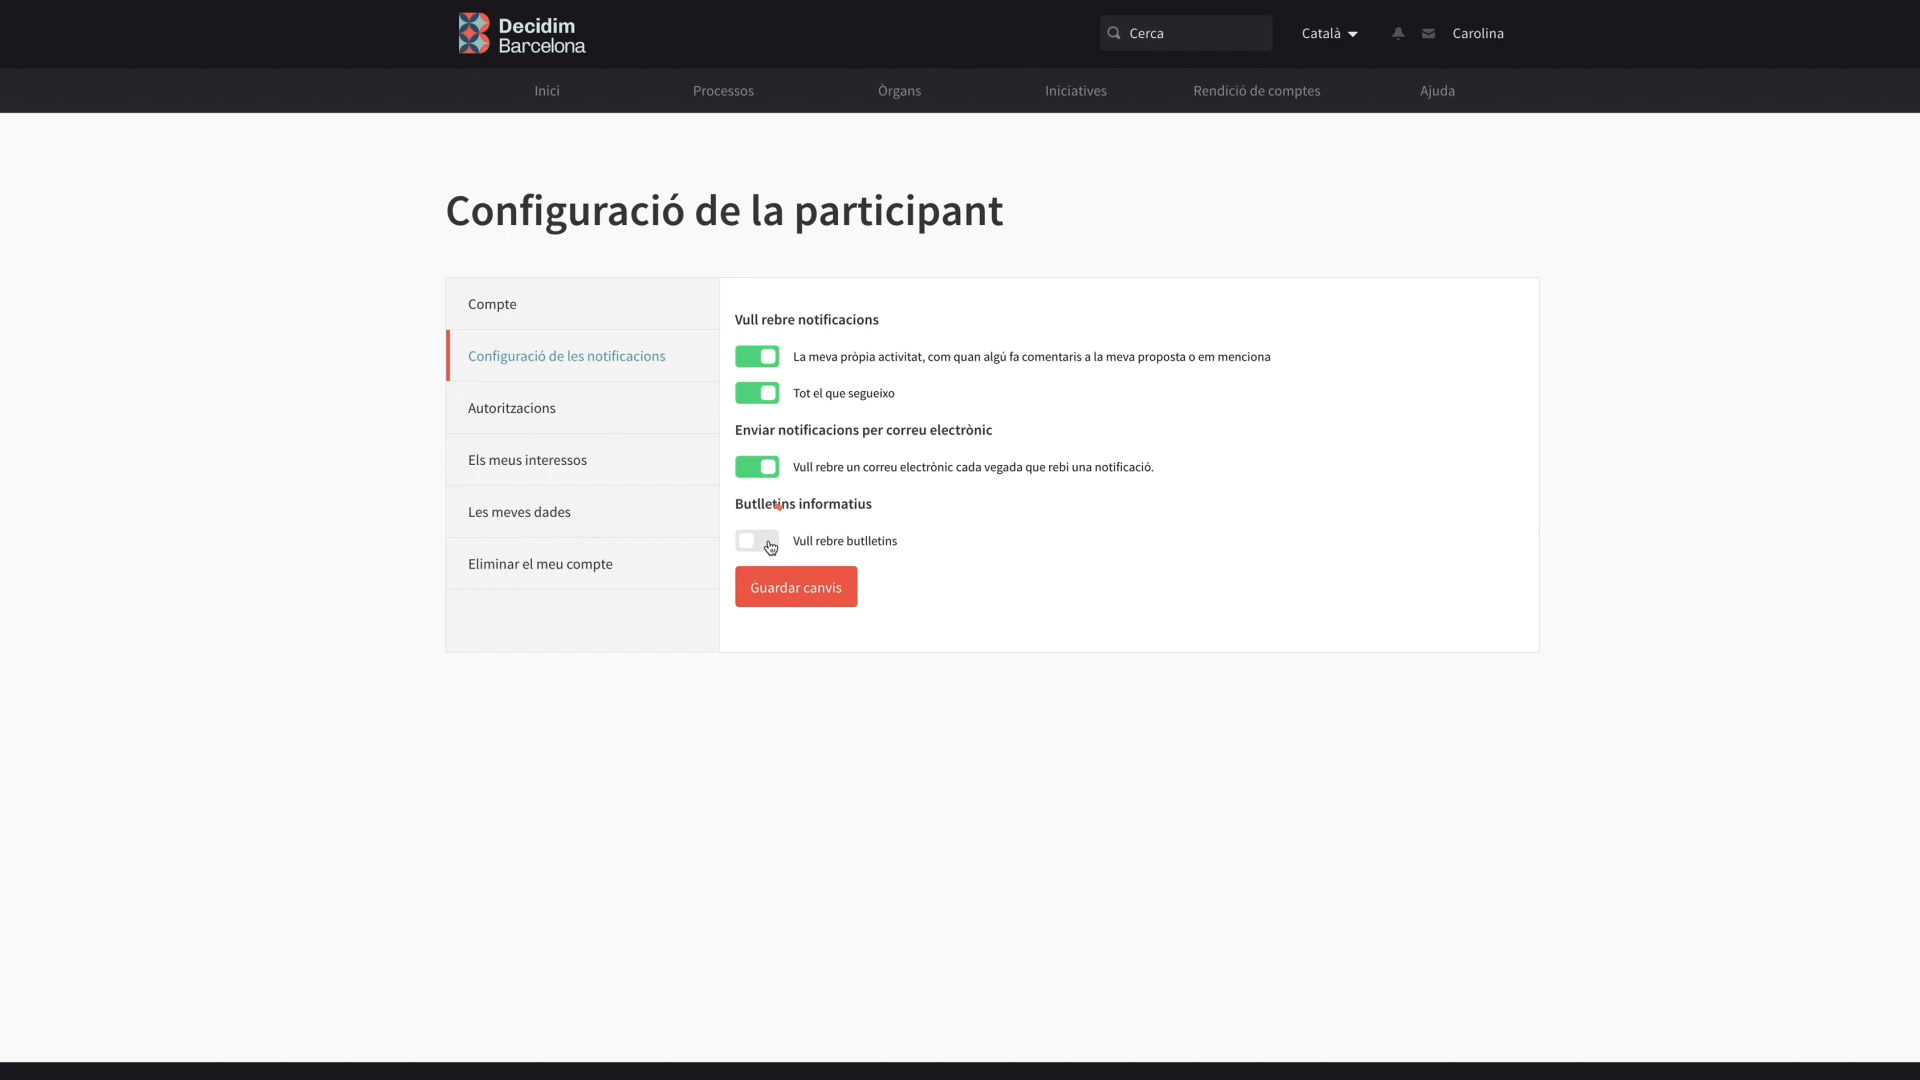 Decidim
Barcelona
Cerca
Català
Carolina
Inici
Processos
Òrgans
Iniciatives
Rendició de comptes
Ajuda
Configuració de la participant
Compte
Configuració de les notificacions
Autoritzacions
Els meus interessos
Les meves dades
Eliminar el meu compte
Vull rebre notificacions
La meva pròpia activitat, com quan algú fa comentaris a la meva proposta o em menciona
Tot el que segueixo
Enviar notificacions per correu electrònic
Vull rebre un correu electrònic cada vegada que rebi una notificació.
Butlletins informatius
Vull rebre butlletins
Guardar canvis